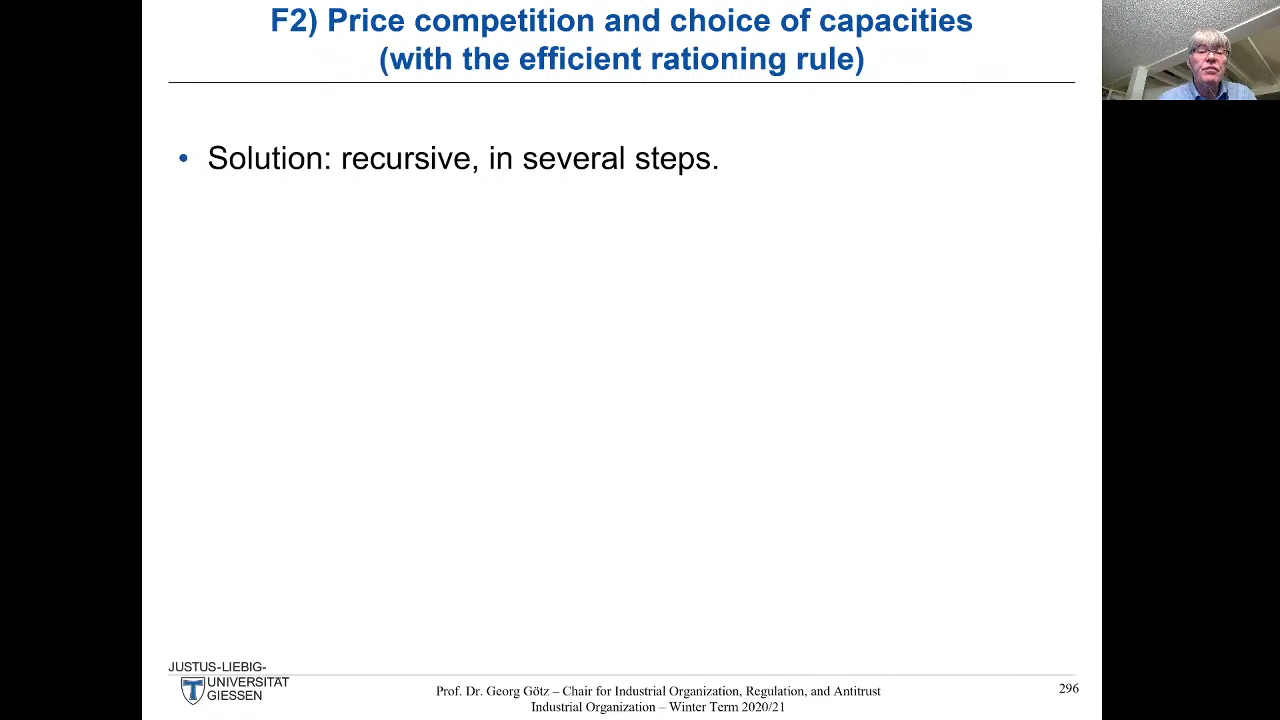 F2) Price competition and choice of capacities
(with the efficient rationing rule)
• Solution: recursive, in several steps.
JUSTUS-LIEBIG-
UNIVERSITÄT
GIESSEN
Prof. Dr. Georg Götz – Chair for Industrial Organization, Regulation, and Antitrust
Industrial Organization – Winter Term 2020/21
296